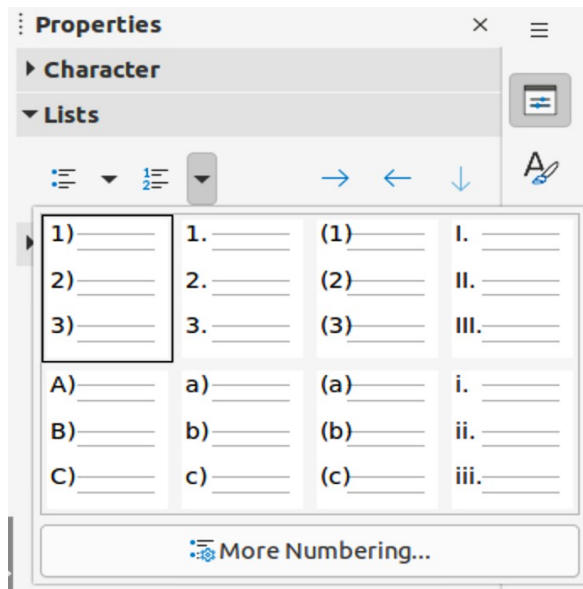 Properties
Character
Lists
1) 1. (1) I.
2) 2. (2) II.
3) 3. (3) III.
A) a) (a) i.
B) b) (b) ii.
C) c) (c) iii.
More Numbering...